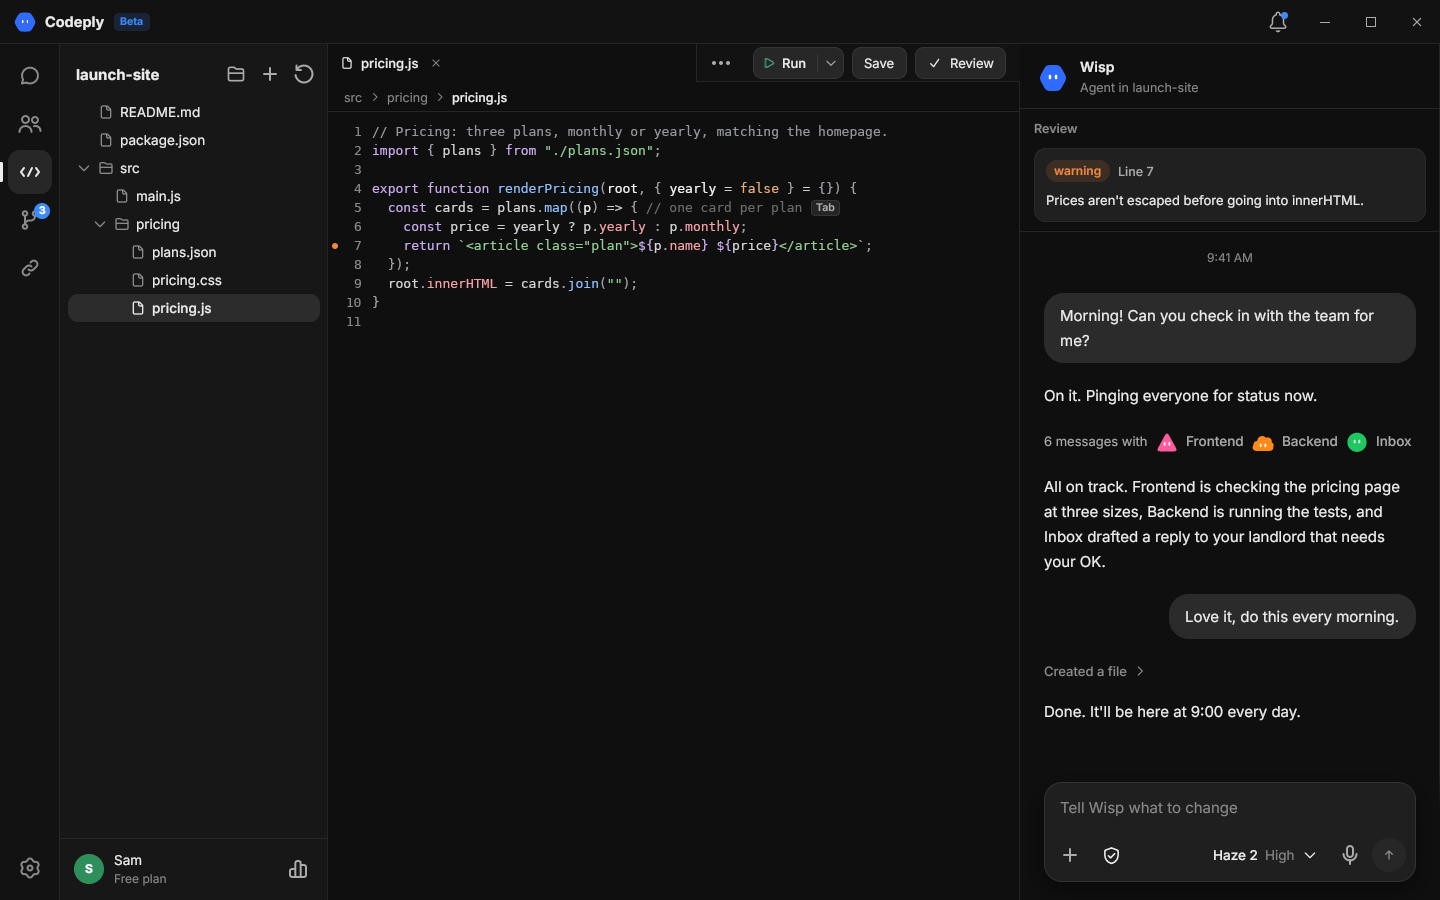 Codeply Beta
launch-site
README.md
package.json
src
main.js
pricing
plans.json
pricing.css
pricing.js
3
S
Sam
Free plan
pricing.js
Run
Save
Review
src > pricing > pricing.js
1 // Pricing: three plans, monthly or yearly, matching the homepage.
2 import { plans } from "./plans.json";
3
4 export function renderPricing(root, { yearly = false } = {}) {
5 const cards = plans.map((p) => { // one card per plan Tab
6 const price = yearly ? p.yearly : p.monthly;
7 return `<article class="plan">${p.name} ${price}</article>`;
8 });
9 root.innerHTML = cards.join("");
10 }
11
Wisp
Agent in launch-site
Review
warning Line 7
Prices aren't escaped before going into innerHTML.
9:41 AM
Morning! Can you check in with the team for
me?
On it. Pinging everyone for status now.
6 messages with Frontend Backend Inbox
All on track. Frontend is checking the pricing page
at three sizes, Backend is running the tests, and
Inbox drafted a reply to your landlord that needs
your OK.
Love it, do this every morning.
Created a file
Done. It'll be here at 9:00 every day.
Tell Wisp what to change
Haze 2 High